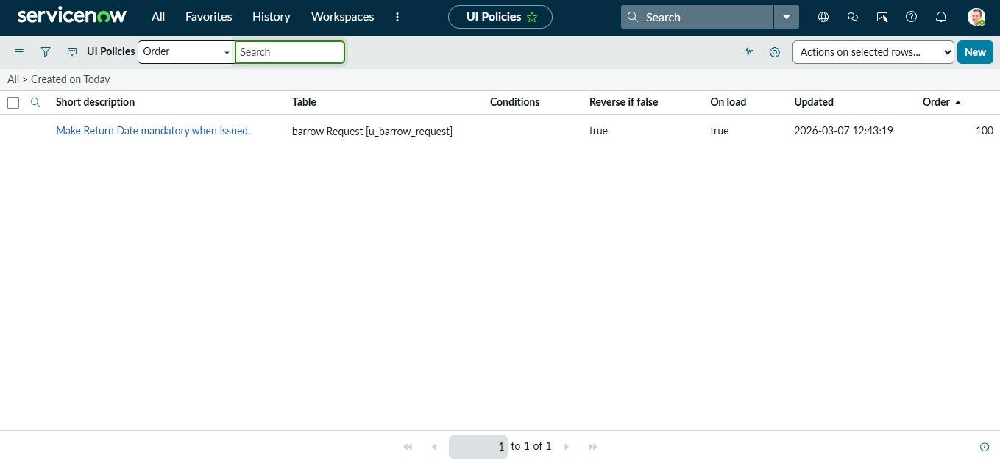 servicenow All Favorites History Workspaces UI Policies Search
UI Policies Order Search Actions on selected rows... New
All > Created on Today
Short description Table Conditions Reverse if false On load Updated Order
Make Return Date mandatory when Issued. barrow Request [u_barrow_request] true true 2026-03-07 12:43:19 100
1 to 1 of 1